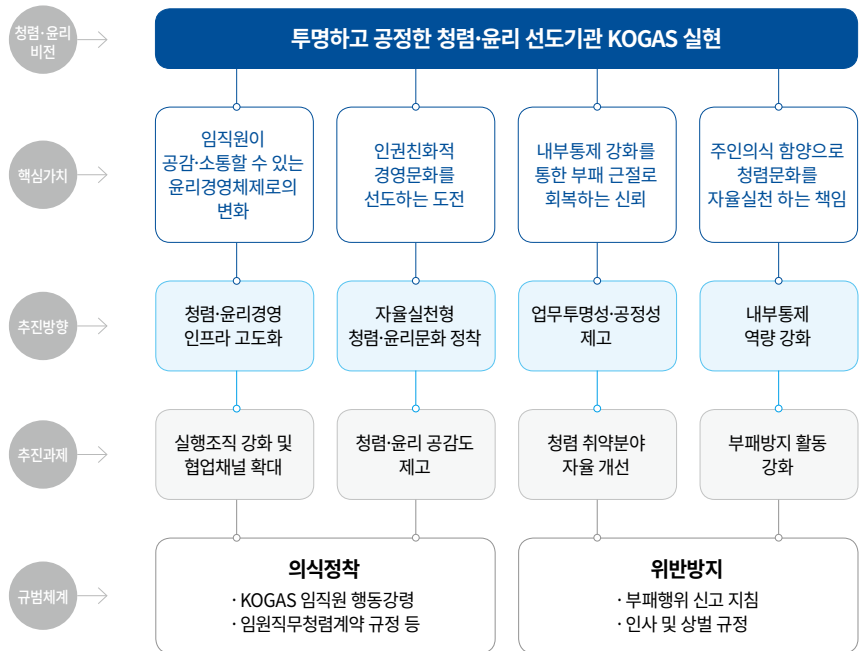 청렴·윤리
비전
투명하고 공정한 청렴·윤리 선도기관 KOGAS 실현
핵심가치
임직원이
공감·소통할 수 있는
윤리경영체제로의
변화
인권친화적
경영문화를
선도하는 도전
내부통제 강화를
통한 부패 근절로
회복하는 신뢰
주인의식 함양으로
청렴문화를
자율실천 하는 책임
추진방향
청렴·윤리경영
인프라 고도화
자율실천형
청렴·윤리문화 정착
업무투명성·공정성
제고
내부통제
역량 강화
추진과제
실행조직 강화 및
협업채널 확대
청렴·윤리 공감도
제고
청렴 취약분야
자율 개선
부패방지 활동
강화
규범체계
의식정착
· KOGAS 임직원 행동강령
· 임원직무청렴계약 규정 등
위반방지
· 부패행위 신고 지침
· 인사 및 상벌 규정